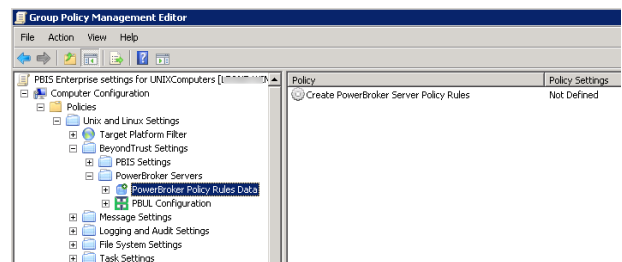 Group Policy Management Editor
File Action View Help
PBIS Enterprise settings for UNIXComputers
Policy Policy Settings
Computer Configuration
Create PowerBroker Server Policy Rules Not Defined
Policies
Unix and Linux Settings
Target Platform Filter
BeyondTrust Settings
PBIS Settings
PowerBroker Servers
PowerBroker Policy Rules Data
PBUL Configuration
Message Settings
Logging and Audit Settings
File System Settings
Task Settings